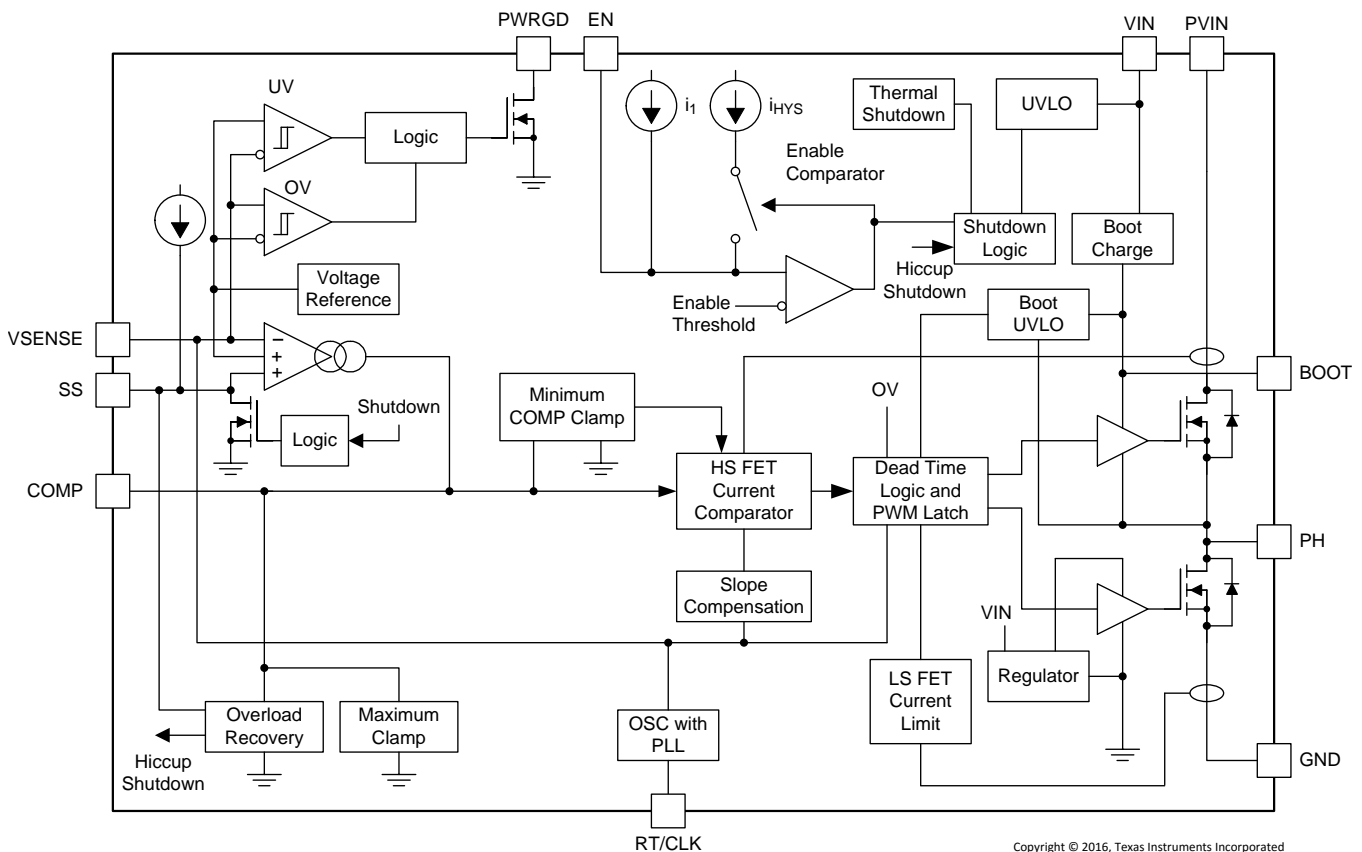 PWRGD
EN
VIN
PVIN
UV
Logic
OV
Voltage
Reference
i1
iHYS
Enable
Comparator
Thermal
Shutdown
UVLO
Shutdown
Logic
Hiccup
Shutdown
Boot
Charge
Enable
Threshold
Boot
UVLO
VSENSE
−
+
+
SS
Shutdown
Logic
Minimum
COMP Clamp
OV
BOOT
COMP
HS FET
Current
Comparator
Dead Time
Logic and
PWM Latch
PH
Slope
Compensation
VIN
Regulator
LS FET
Current
Limit
Overload
Recovery
Maximum
Clamp
OSC with
PLL
Hiccup
Shutdown
GND
RT/CLK
Copyright © 2016, Texas Instruments Incorporated